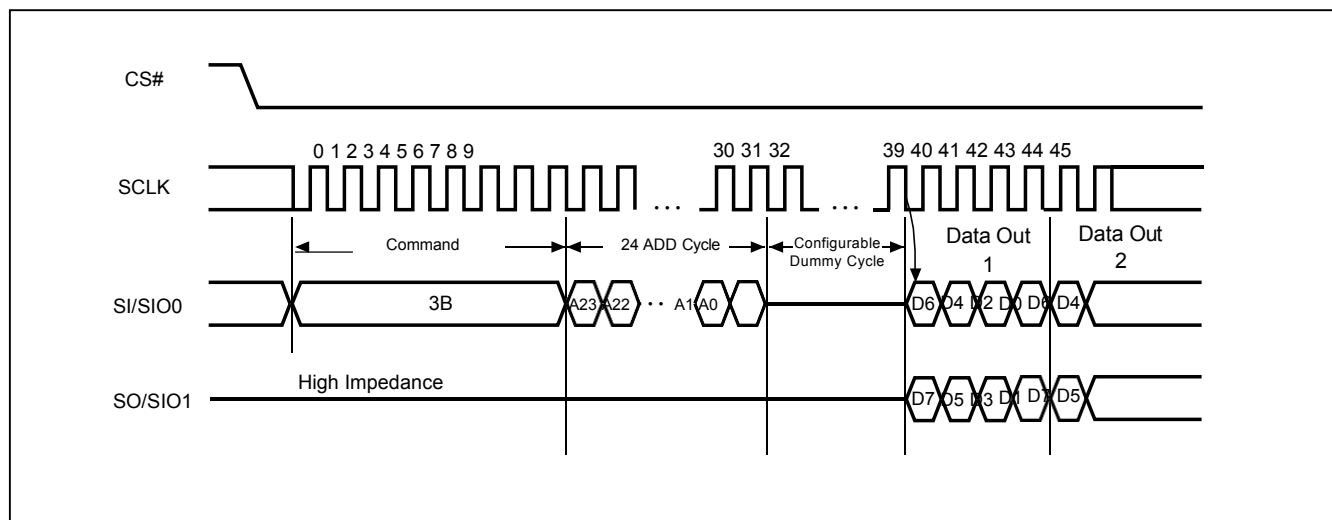 CS#
0 1 2 3 4 5 6 7 8 9 30 31 32 39 40 41 42 43 44 45
SCLK
... ...
Command 24 ADD Cycle Configurable Dummy Cycle Data Out 1 Data Out 2
SI/SIO0 3B A23 A22 .. A1 A0 D6 D4 D2 D0 D6 D4
High Impedance
SO/SIO1 D7 D5 D3 D1 D7 D5